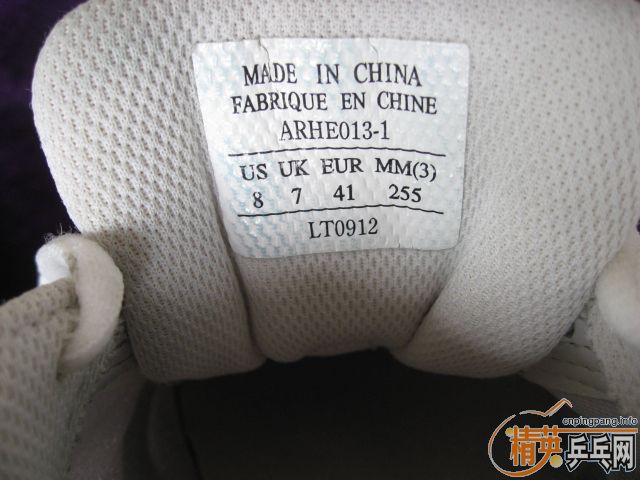 MADE IN CHINA
FABRIQUE EN CHINE
ARHE013-1
US UK EUR MM(3)
8 7 41 255
LT0912
cnpingpang.info
精英乒乓网